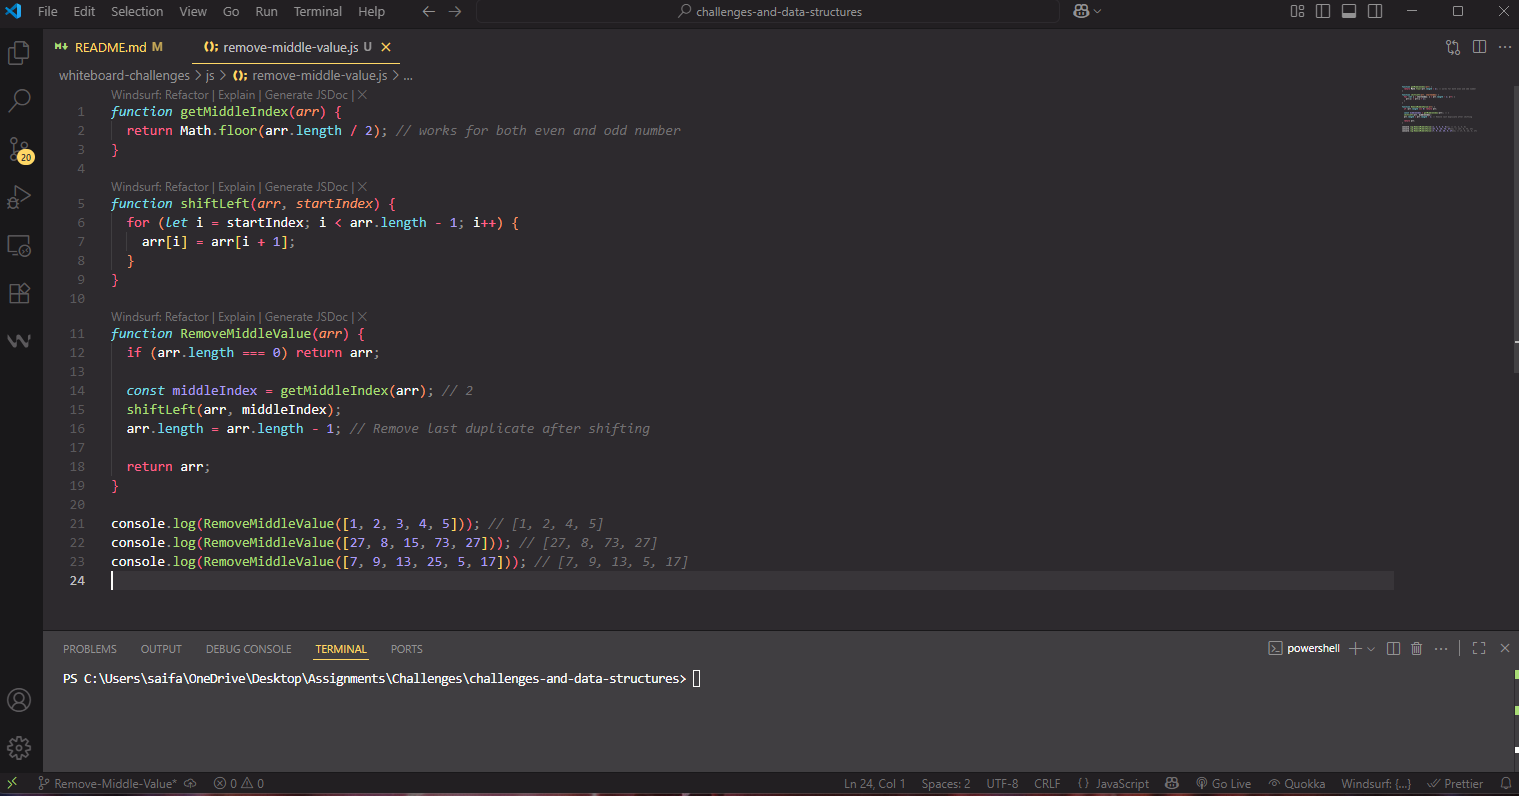 File Edit Selection View Go Run Terminal Help challenges-and-data-structures
README.md M remove-middle-value.js U
whiteboard-challenges > js > remove-middle-value.js > ...
Windsurf: Refactor | Explain | Generate JSDoc | ×
1 function getMiddleIndex(arr) {
2 return Math.floor(arr.length / 2); // works for both even and odd number
3 }
4
Windsurf: Refactor | Explain | Generate JSDoc | ×
5 function shiftLeft(arr, startIndex) {
6 for (let i = startIndex; i < arr.length - 1; i++) {
7 arr[i] = arr[i + 1];
8 }
9 }
10
Windsurf: Refactor | Explain | Generate JSDoc | ×
11 function RemoveMiddleValue(arr) {
12 if (arr.length === 0) return arr;
13
14 const middleIndex = getMiddleIndex(arr); // 2
15 shiftLeft(arr, middleIndex);
16 arr.length = arr.length - 1; // Remove last duplicate after shifting
17
18 return arr;
19 }
20
21 console.log(RemoveMiddleValue([1, 2, 3, 4, 5])); // [1, 2, 4, 5]
22 console.log(RemoveMiddleValue([27, 8, 15, 73, 27])); // [27, 8, 73, 27]
23 console.log(RemoveMiddleValue([7, 9, 13, 25, 5, 17])); // [7, 9, 13, 5, 17]
24
20
PROBLEMS OUTPUT DEBUG CONSOLE TERMINAL PORTS powershell
PS C:\Users\saifa\OneDrive\Desktop\Assignments\Challenges\challenges-and-data-structures>
Remove-Middle-Value* 0 0 Ln 24, Col 1 Spaces: 2 UTF-8 CRLF {} JavaScript Go Live Quokka Windsurf: {...} Prettier